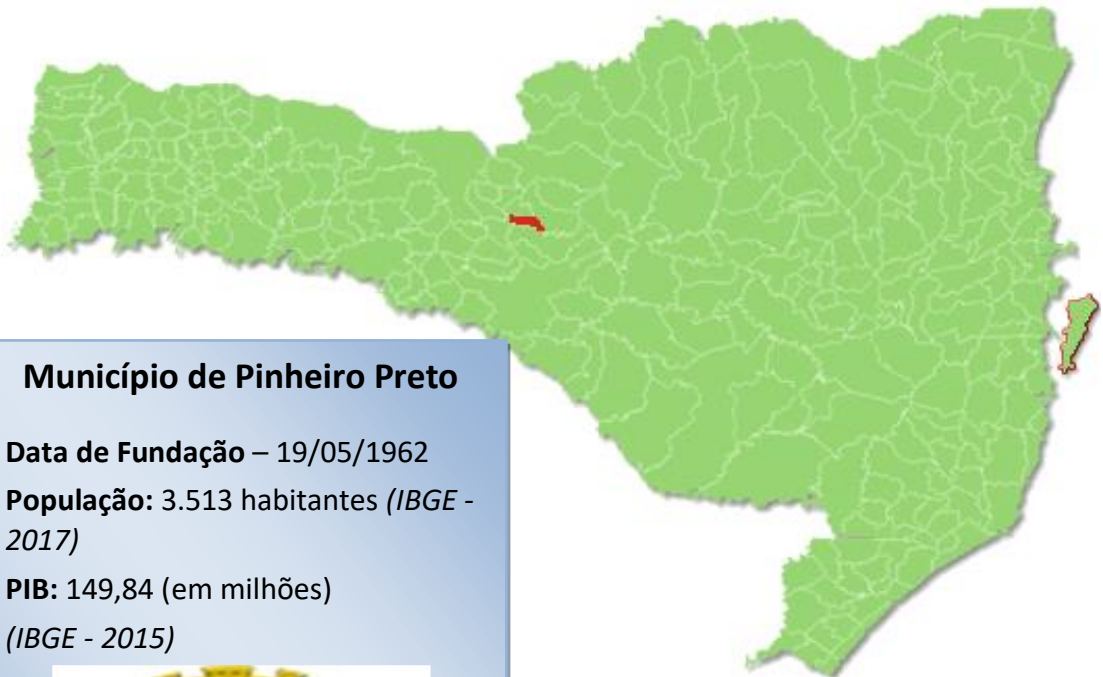 Município de Pinheiro Preto
Data de Fundação – 19/05/1962
População: 3.513 habitantes (IBGE -
2017)
PIB: 149,84 (em milhões)
(IBGE - 2015)